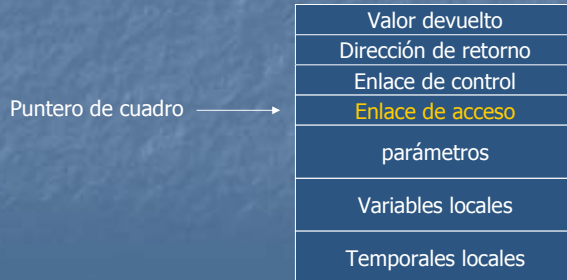 Valor devuelto
Dirección de retorno
Enlace de control
Puntero de cuadro
Enlace de acceso
parámetros
Variables locales
Temporales locales